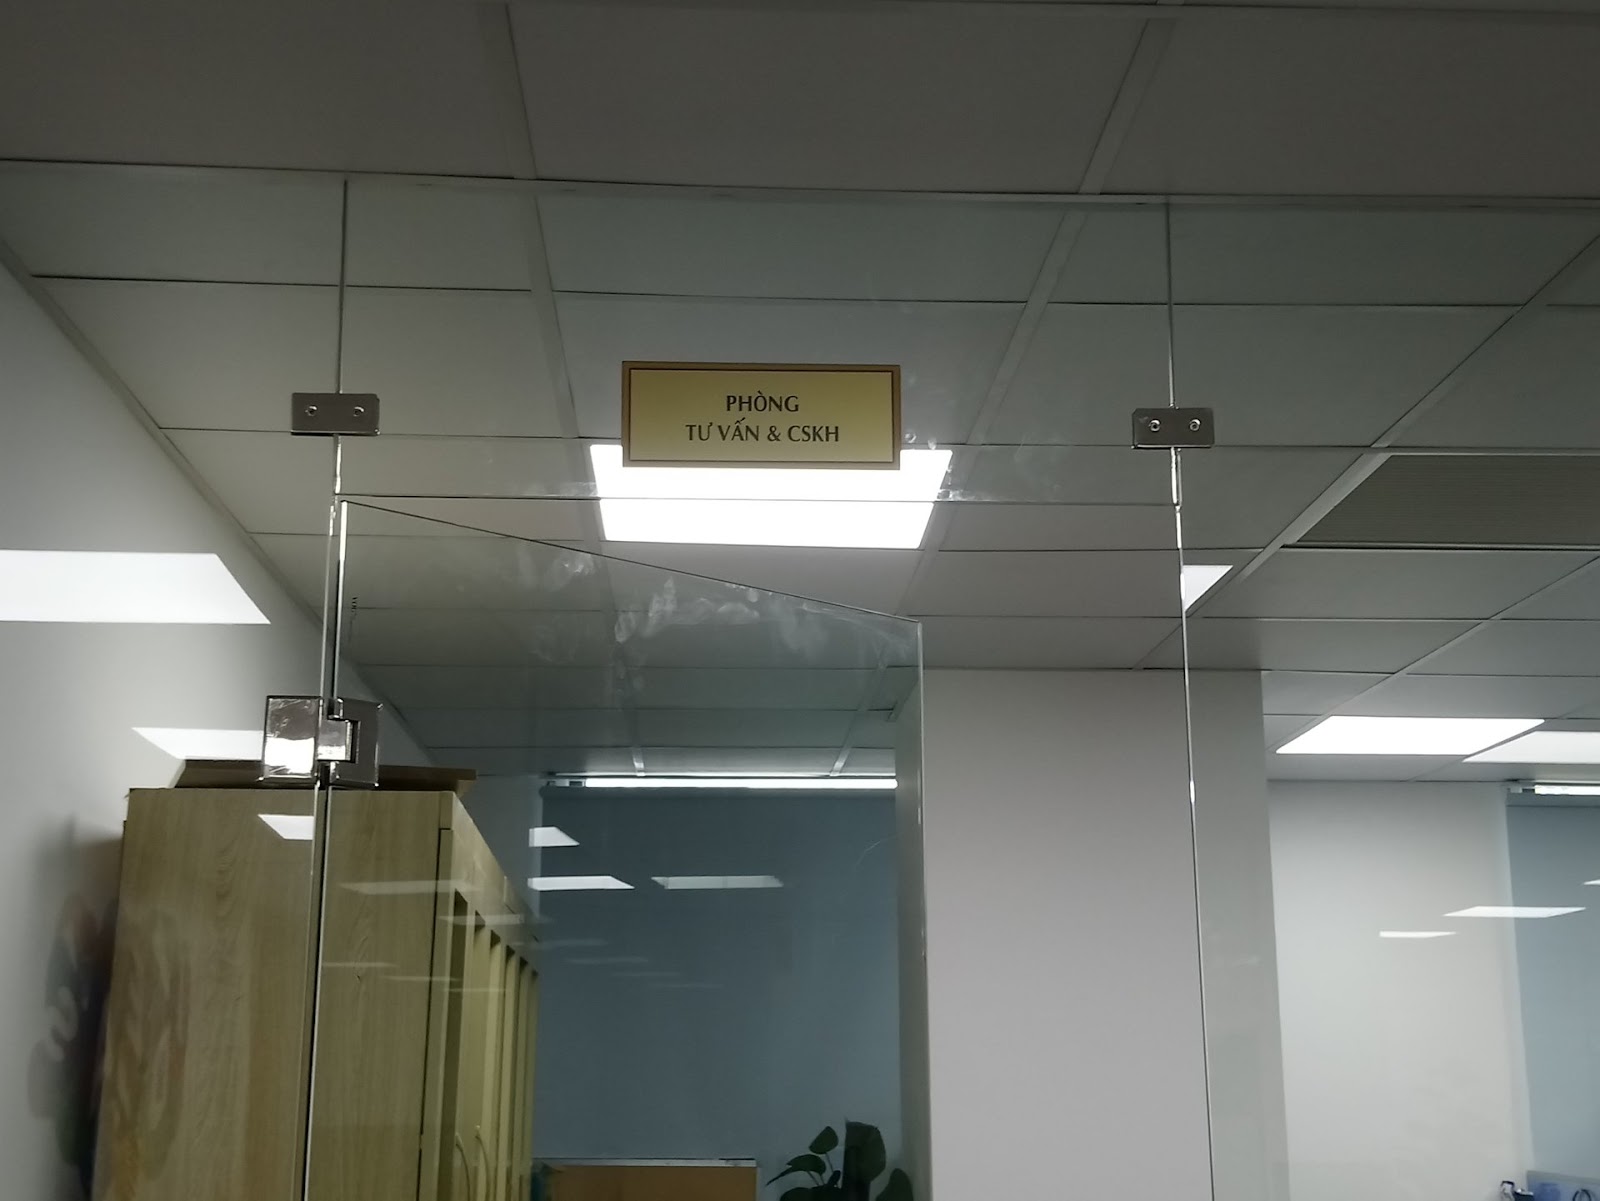 PHÒNG
TƯ VẤN & CSKH